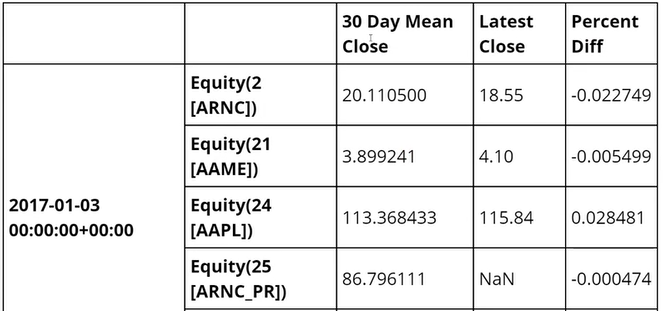 30 Day Mean Latest Percent
Close Close Diff
Equity(2
[ARNC]) 20.110500 18.55 -0.022749
Equity(21
[AAME]) 3.899241 4.10 -0.005499
2017-01-03
00:00:00+00:00
Equity(24
[AAPL]) 113.368433 115.84 0.028481
Equity(25
[ARNC_PR]) 86.796111 NaN -0.000474